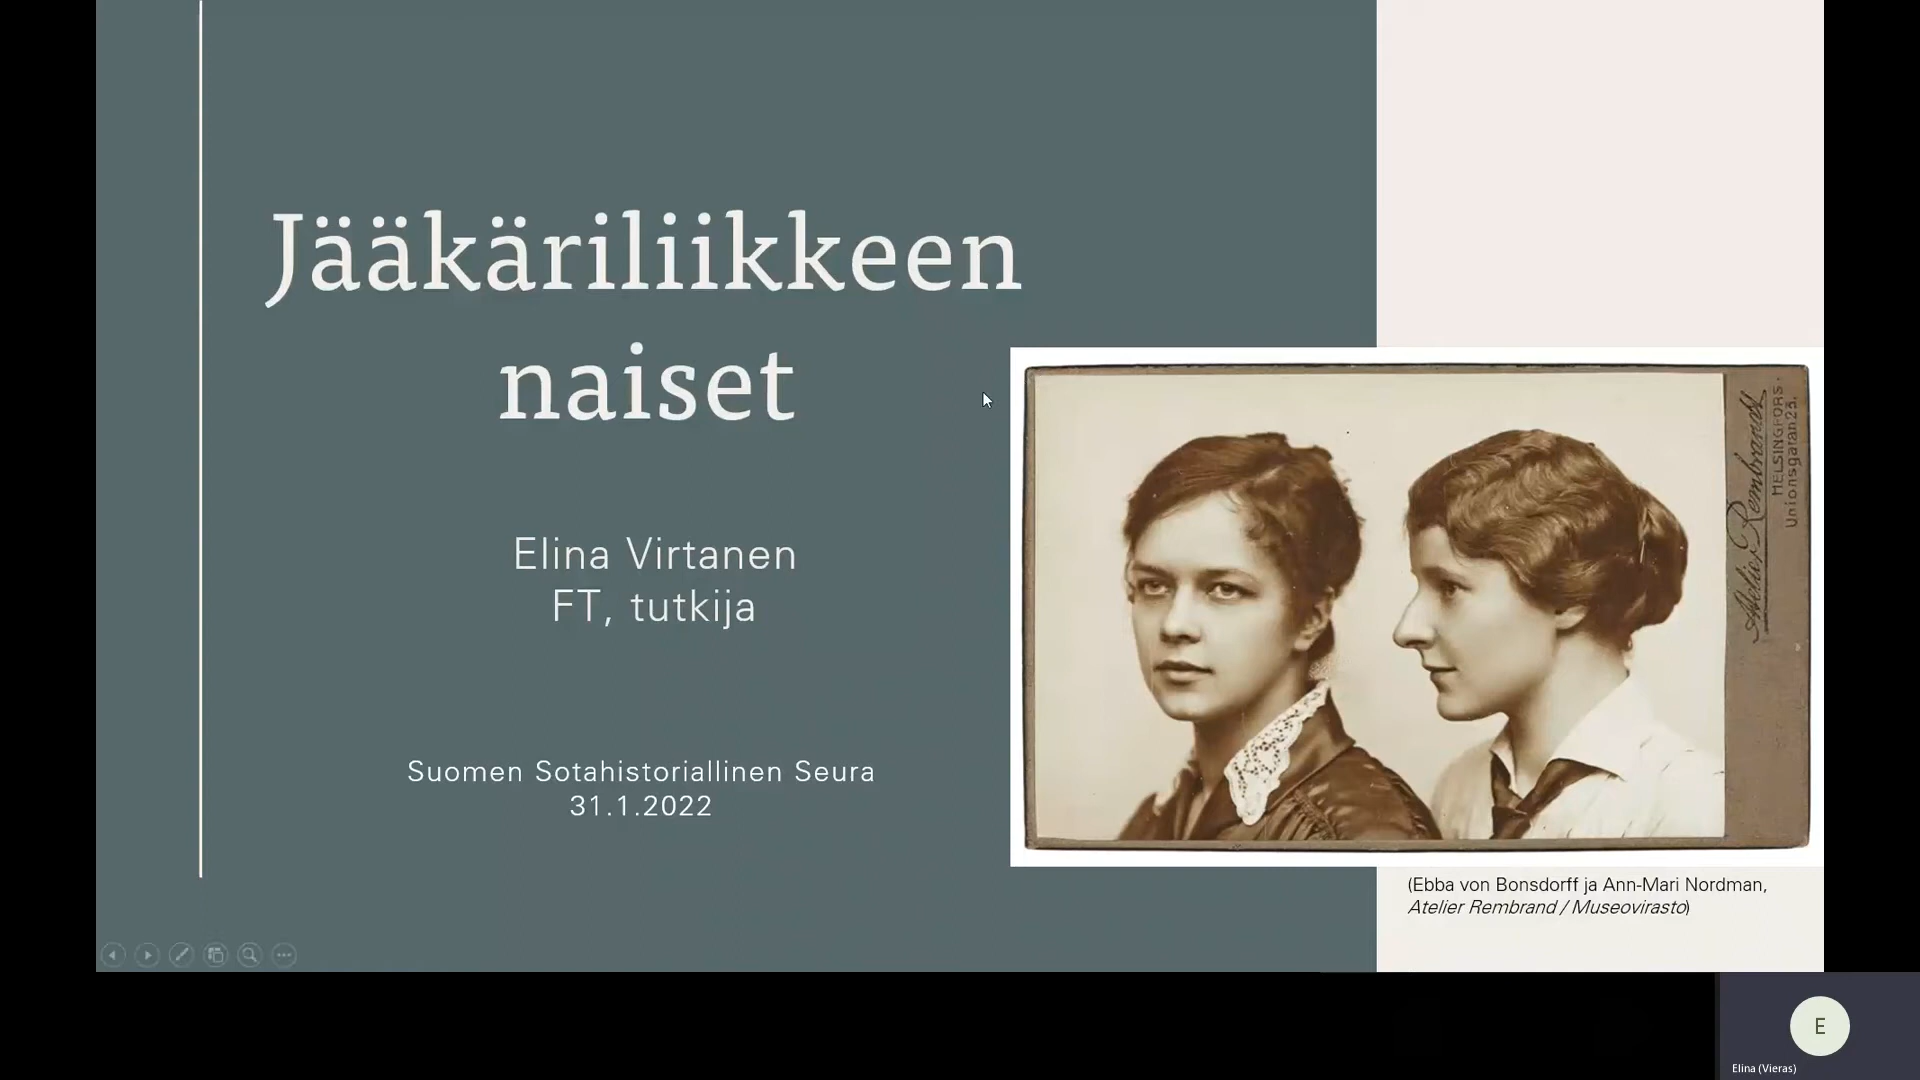 Jääkäriliikkeen
naiset
Elina Virtanen
FT, tutkija
Suomen Sotahistoriallinen Seura
31.1.2022
Atelier Rembrandt
HELSINGFORS.
Unionsgatan 23.
(Ebba von Bonsdorff ja Ann-Mari Nordman,
Atelier Rembrand / Museovirasto)
E
Elina (Vieras)